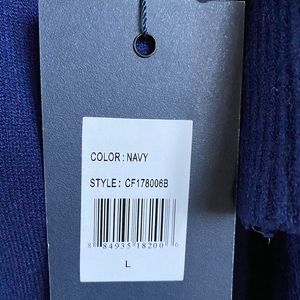 COLOR: NAVY
STYLE: CF178006B
8 84935 18200 6
L